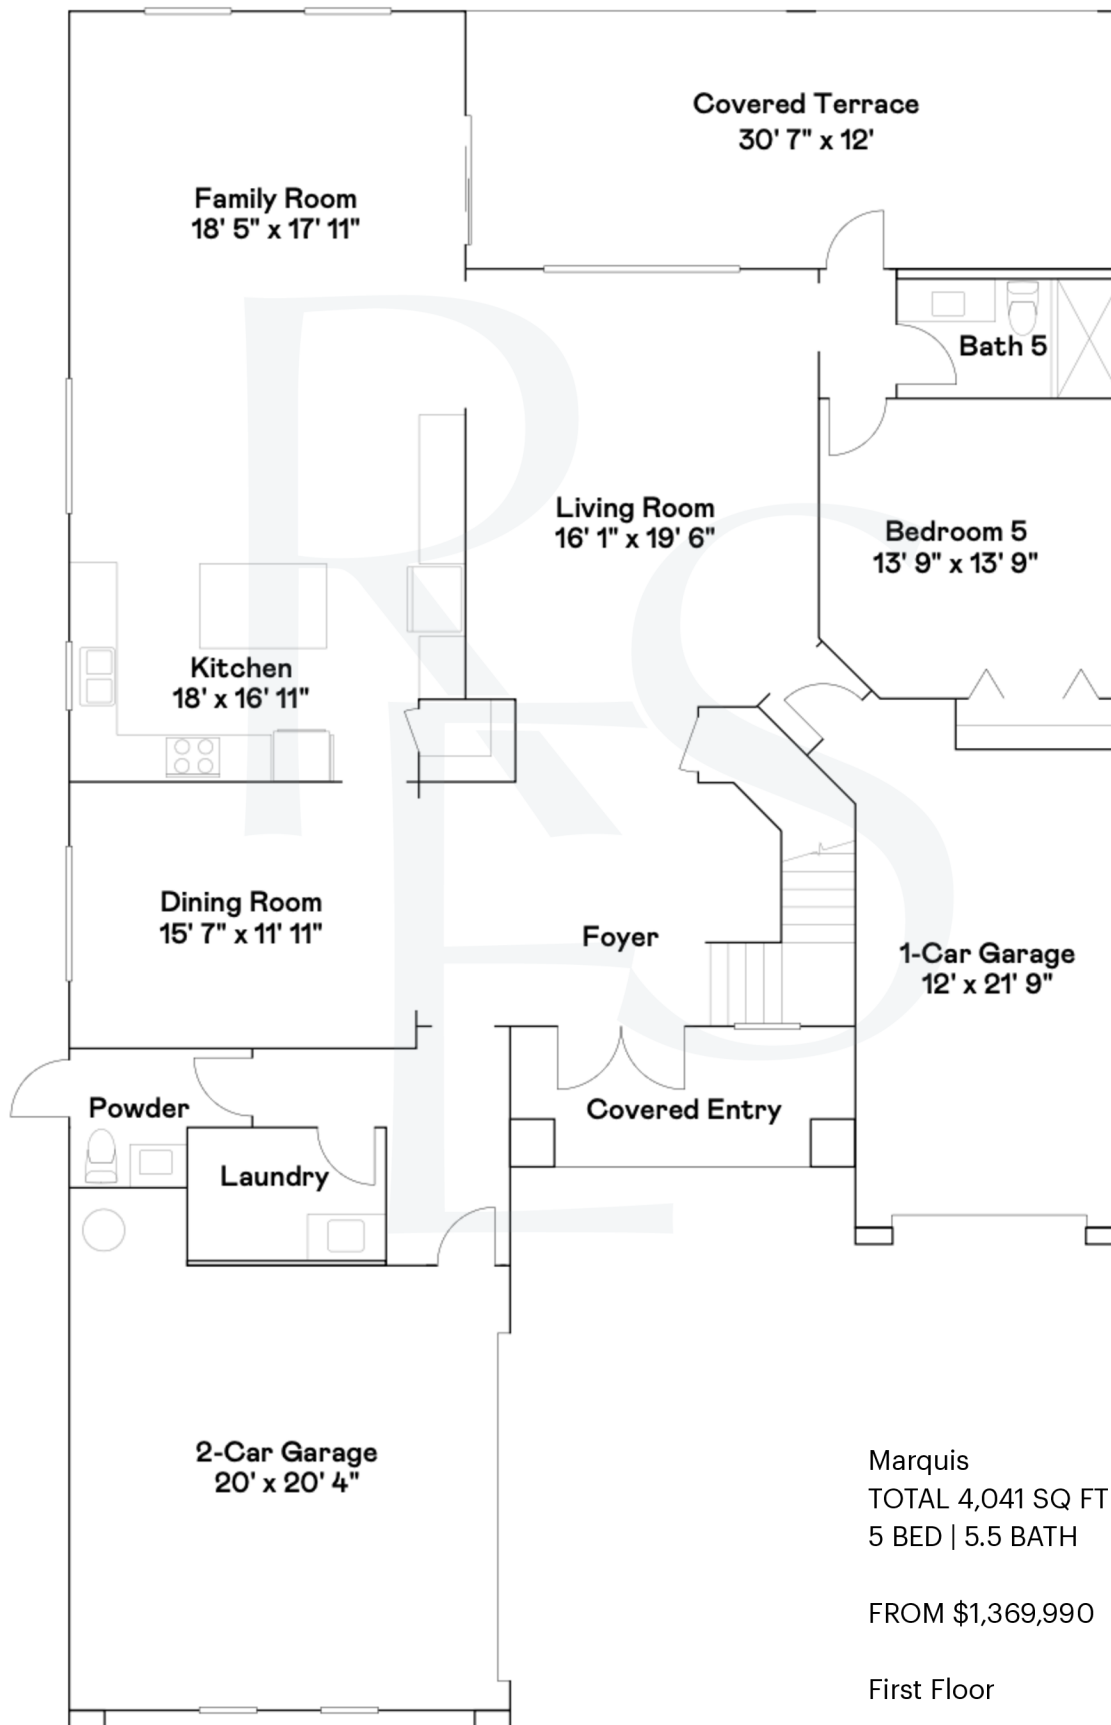 Covered Terrace
30' 7" x 12'
Family Room
18' 5" x 17' 11"
Bath 5
Living Room
16' 1" x 19' 6"
Bedroom 5
13' 9" x 13' 9"
Kitchen
18' x 16' 11"
Dining Room
15' 7" x 11' 11"
Foyer
1-Car Garage
12' x 21' 9"
Powder
Covered Entry
Laundry
2-Car Garage
20' x 20' 4"
Marquis
TOTAL 4,041 SQ FT
5 BED | 5.5 BATH
FROM $1,369,990
First Floor
R
E
S